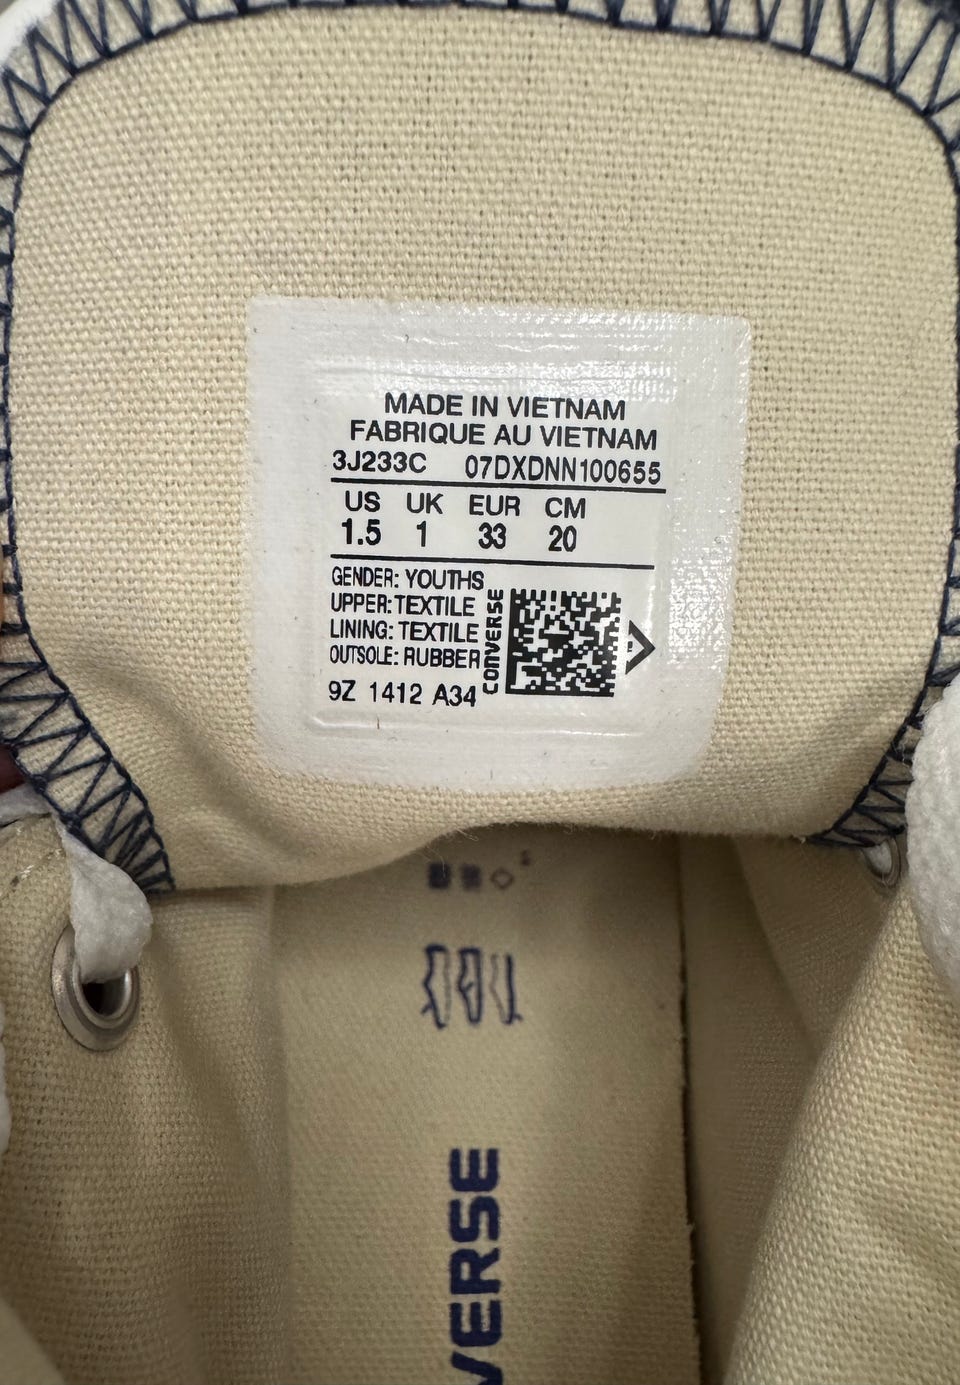 MADE IN VIETNAM
FABRIQUE AU VIETNAM
3J233C 07DXDNN100655
US UK EUR CM
1.5 1 33 20
GENDER: YOUTHS
UPPER: TEXTILE
LINING: TEXTILE
OUTSOLE: RUBBER
9Z 1412 A34
CONVERSE
VERSE